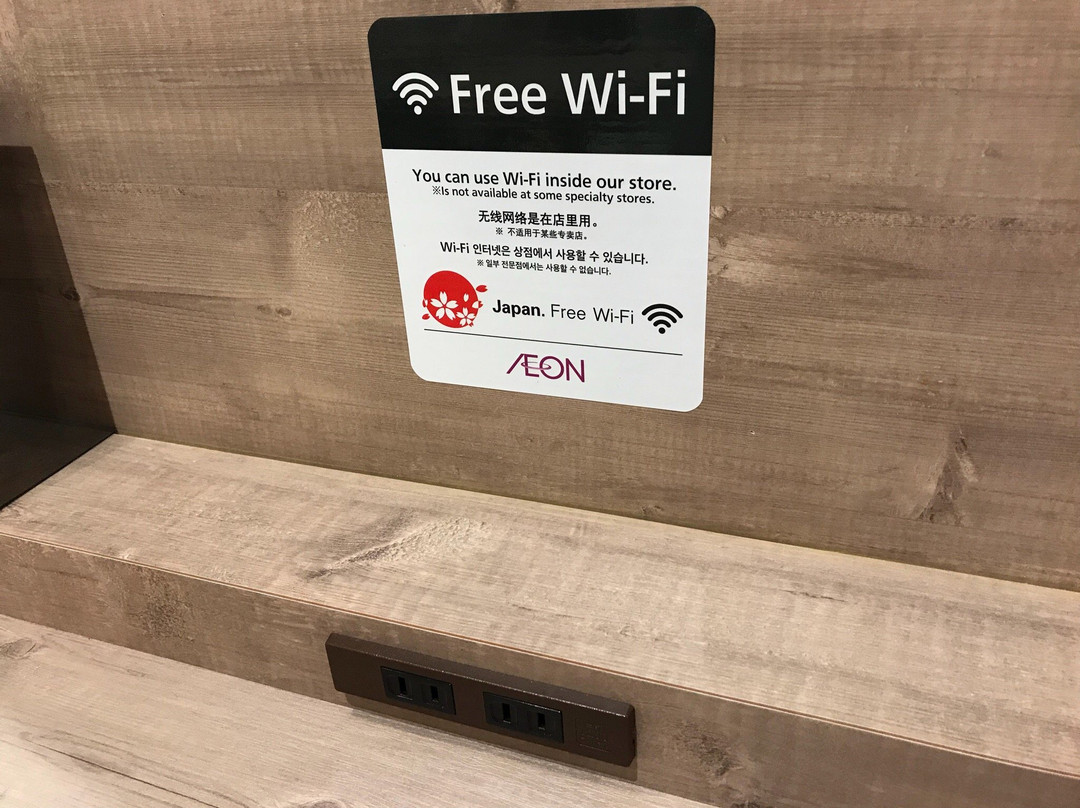 Free Wi-Fi
You can use Wi-Fi inside our store.
※Is not available at some specialty stores.
无线网络是在店里用。
※ 不适用于某些专卖店。
Wi-Fi 인터넷은 상점에서 사용할 수 있습니다.
※ 일부 전문점에서는 사용할 수 없습니다.
Japan. Free Wi-Fi
ÆON